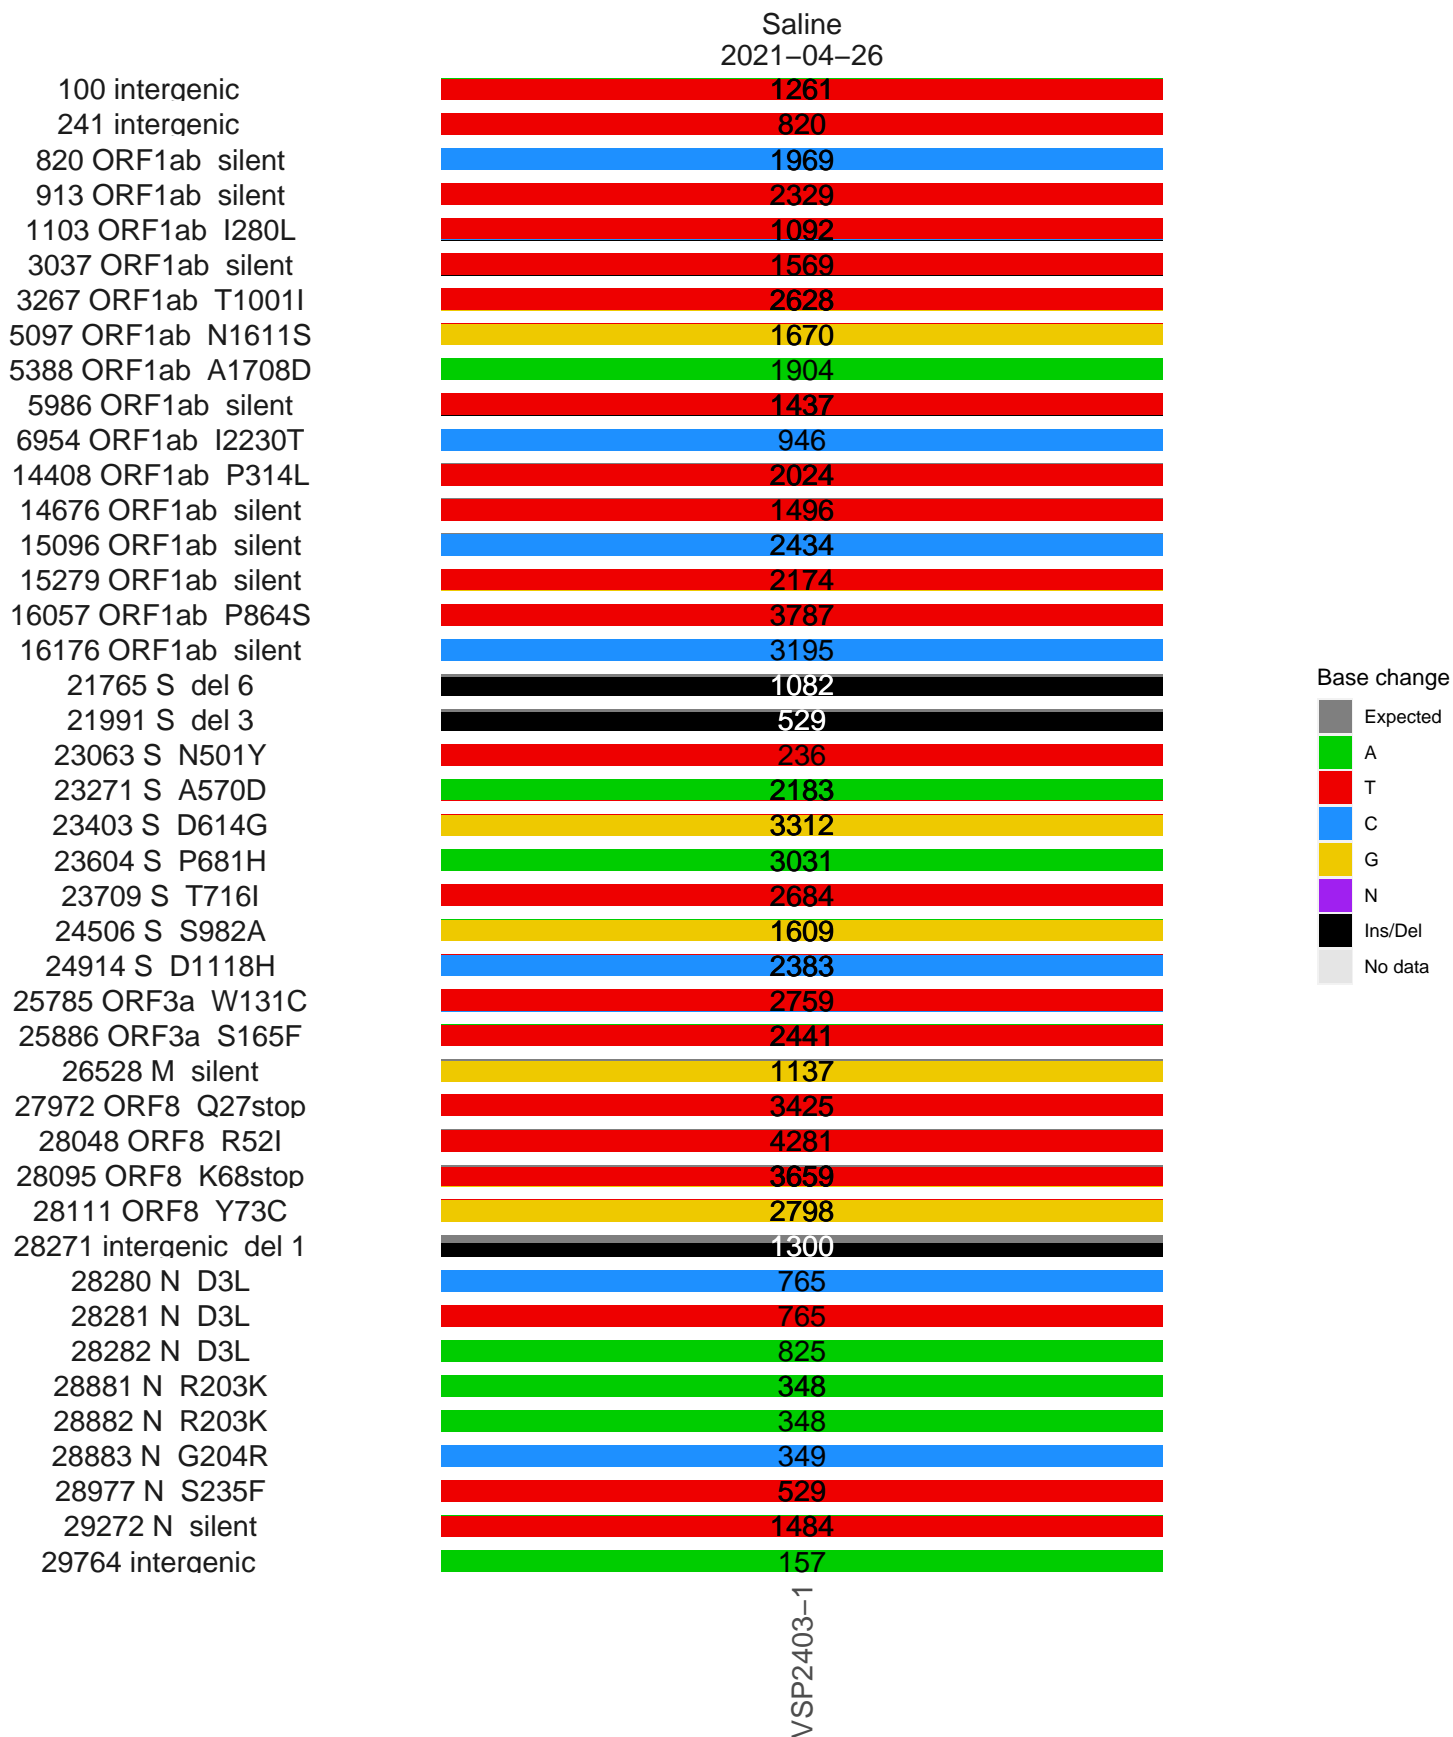 Saline
2021−04−26
100 intergenic 1261
241 intergenic 820
820 ORF1ab silent 1969
913 ORF1ab silent 2329
1103 ORF1ab I280L 1092
3037 ORF1ab silent 1569
3267 ORF1ab T1001I 2628
5097 ORF1ab N1611S 1670
5388 ORF1ab A1708D 1904
5986 ORF1ab silent 1437
6954 ORF1ab I2230T 946
14408 ORF1ab P314L 2024
14676 ORF1ab silent 1496
15096 ORF1ab silent 2434
15279 ORF1ab silent 2174
16057 ORF1ab P864S 3787
16176 ORF1ab silent 3195
21765 S del 6 1082
21991 S del 3 529
23063 S N501Y 236
23271 S A570D 2183
23403 S D614G 3312
23604 S P681H 3031
23709 S T716I 2684
24506 S S982A 1609
24914 S D1118H 2383
25785 ORF3a W131C 2759
25886 ORF3a S165F 2441
26528 M silent 1137
27972 ORF8 Q27stop 3425
28048 ORF8 R52I 4281
28095 ORF8 K68stop 3659
28111 ORF8 Y73C 2798
28271 intergenic del 1 1300
28280 N D3L 765
28281 N D3L 765
28282 N D3L 825
28881 N R203K 348
28882 N R203K 348
28883 N G204R 349
28977 N S235F 529
29272 N silent 1484
29764 intergenic 157
VSP2403−1
Base change
Expected
A
T
C
G
N
Ins/Del
No data